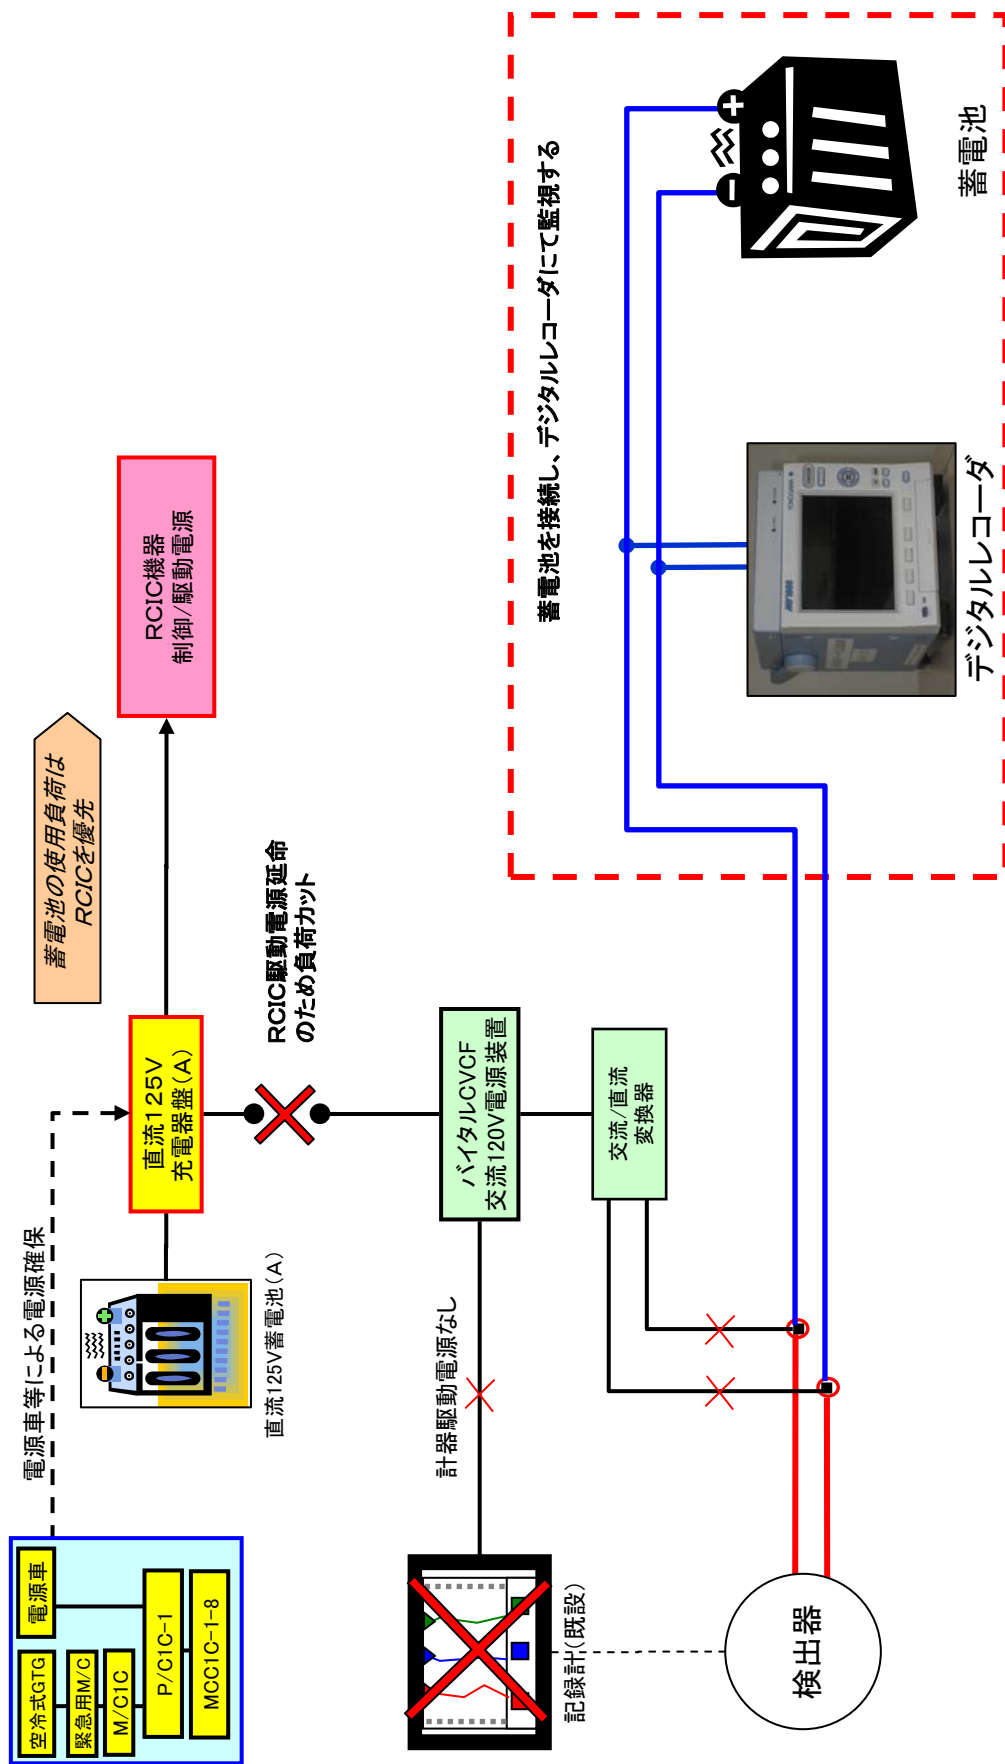 空冷式GTG
緊急用M/C
M/C1C
電源車
P/C1C-1
MCC1C-1-8
電源車等による電源確保
直流125V蓄電池(A)
直流125V
充電器盤(A)
蓄電池の使用負荷は
RCICを優先
RCIC機器
制御/駆動電源
RCIC駆動電源延命
のため負荷カット
記録計(既設)
計器駆動電源なし
バイタルCVCF
交流120V電源装置
交流/直流
変換器
検出器
蓄電池を接続し、デジタルレコーダにて監視する
デジタルレコーダ
蓄電池
YOKOGAWA